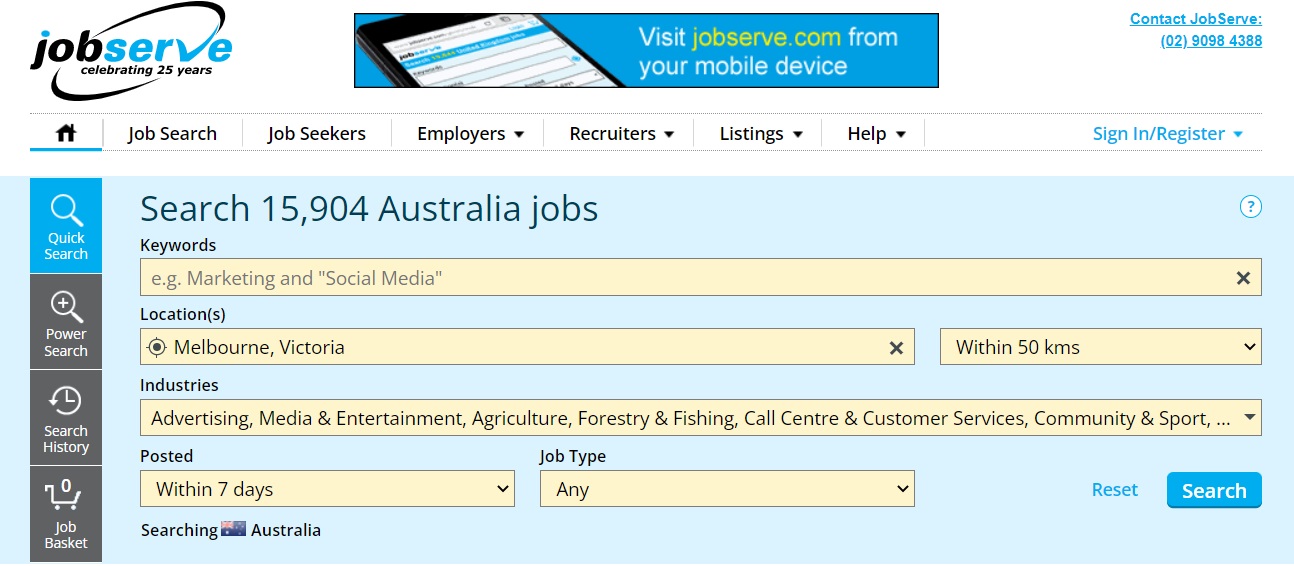 jobserve
celebrating 25 years
Visit jobserve.com from
your mobile device
Contact JobServe:
(02) 9098 4388
Job Search
Job Seekers
Employers
Recruiters
Listings
Help
Sign In/Register
Quick
Search
Power
Search
Search
History
0
Job
Basket
Search 15,904 Australia jobs
?
Keywords
e.g. Marketing and "Social Media"
Location(s)
Melbourne, Victoria
Within 50 kms
Industries
Advertising, Media & Entertainment, Agriculture, Forestry & Fishing, Call Centre & Customer Services, Community & Sport, ...
Posted
Job Type
Within 7 days
Any
Reset
Search
Searching Australia